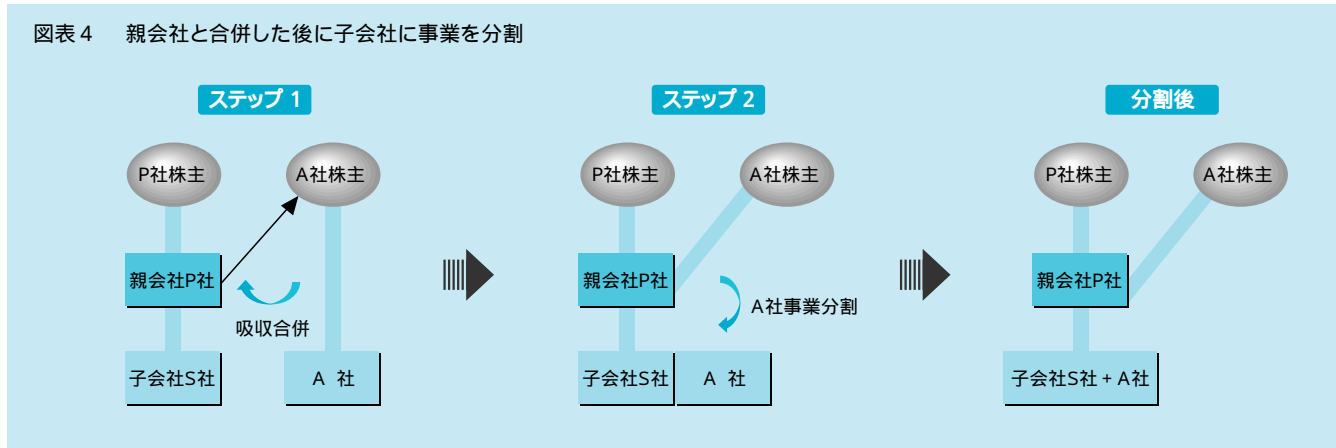 図表4 親会社と合併した後に子会社に事業を分割
ステップ 1
P社株主
A社株主
親会社P社
吸収合併
子会社S社
A 社
ステップ 2
P社株主
A社株主
親会社P社
A社事業分割
子会社S社
A 社
分割後
P社株主
A社株主
親会社P社
子会社S社 + A社